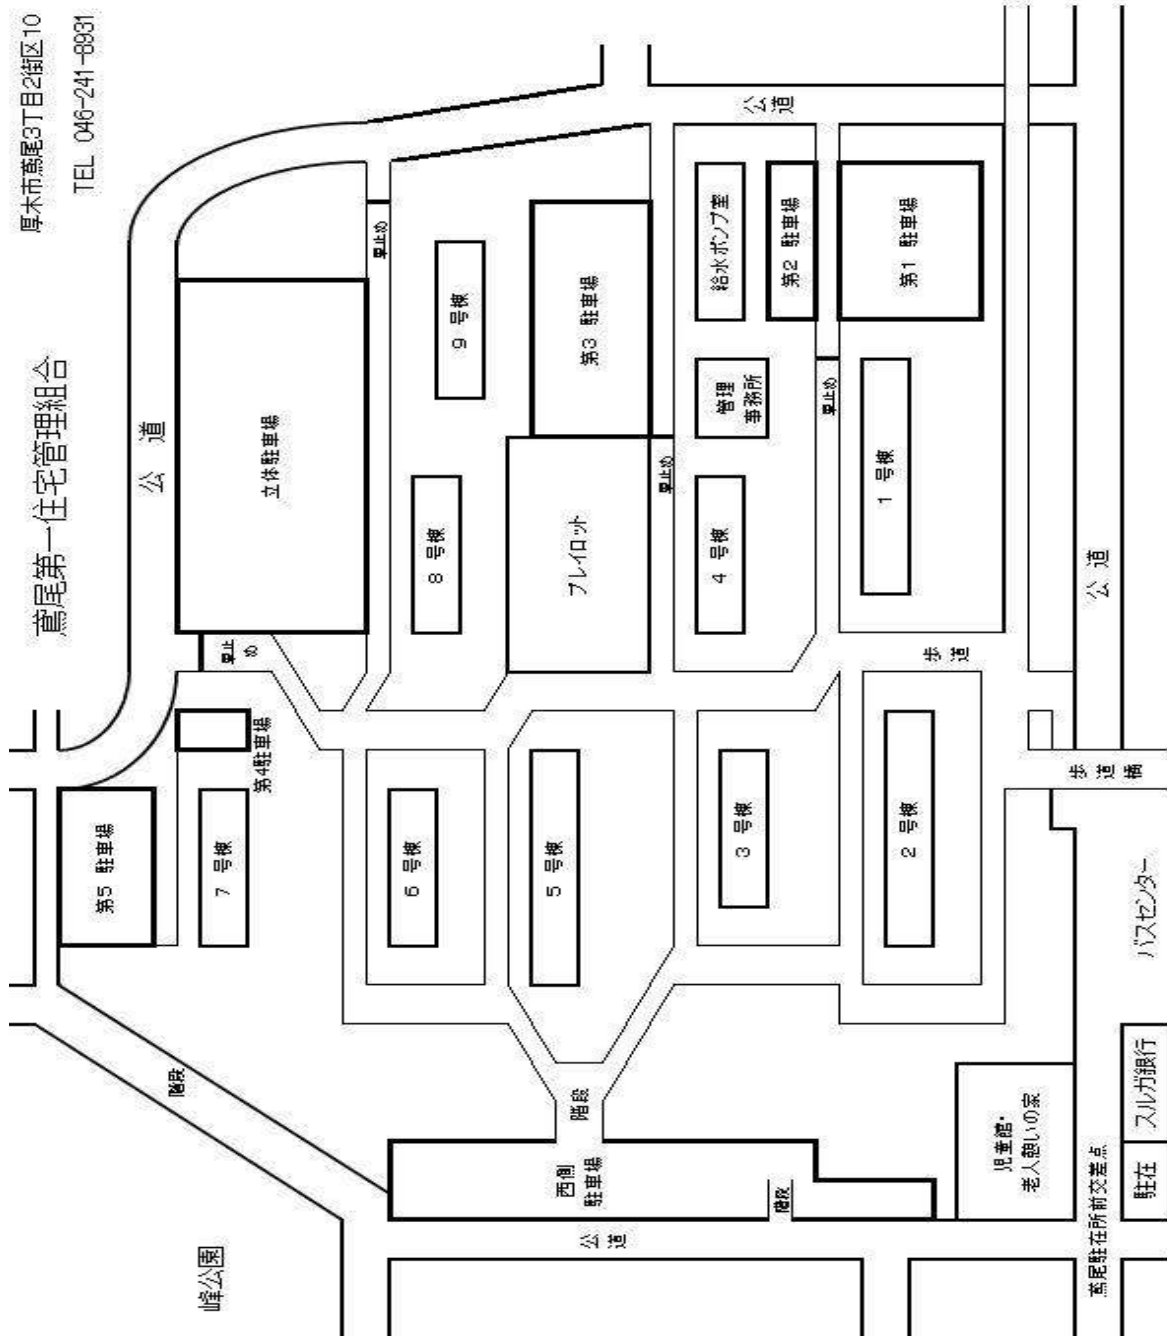 鳶尾第一住宅管理組合
厚木市鳶尾3丁目2街区10
TEL 046-241-8931
公道
立体駐車場
車止め
車止め
第5 駐車場
第4駐車場
7 号棟
8 号棟
9 号棟
6 号棟
5 号棟
プレイロット
第3 駐車場
車止め
公道
給水ポンプ室
第2 駐車場
第1 駐車場
管理
事務所
車止め
4 号棟
1 号棟
3 号棟
2 号棟
歩道
公道
歩道橋
バスセンター
階段
峰公園
階段
西側
駐車場
階段
公道
児童館・
老人憩いの家
鳶尾駐在所前交差点
駐在
スルガ銀行